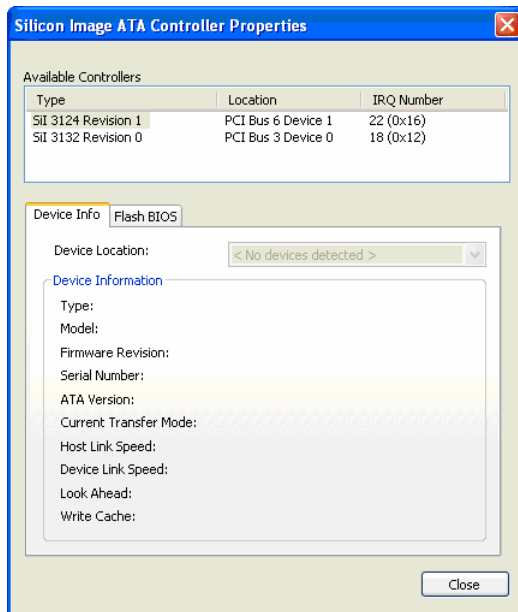 Silicon Image ATA Controller Properties
Available Controllers
Type Location IRQ Number
SiI 3124 Revision 1 PCI Bus 6 Device 1 22 (0x16)
SiI 3132 Revision 0 PCI Bus 3 Device 0 18 (0x12)
Device Info Flash BIOS
Device Location: < No devices detected >
Device Information
Type:
Model:
Firmware Revision:
Serial Number:
ATA Version:
Current Transfer Mode:
Host Link Speed:
Device Link Speed:
Look Ahead:
Write Cache:
Close